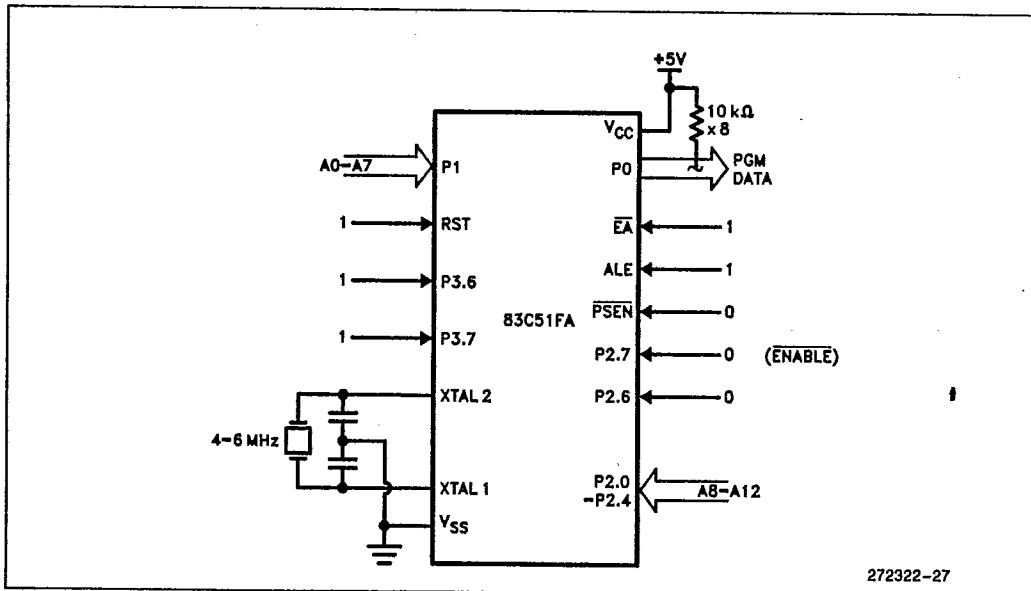 +5V
10 kΩ
x 8
VCC
P0
PGM
DATA
A0–A7
P1
1
RST
EA
1
1
P3.6
ALE
1
83C51FA
PSEN
0
1
P3.7
P2.7
0
(ENABLE)
XTAL 2
P2.6
0
4–6 MHz
XTAL 1
P2.0
–P2.4
A8–A12
VSS
272322-27